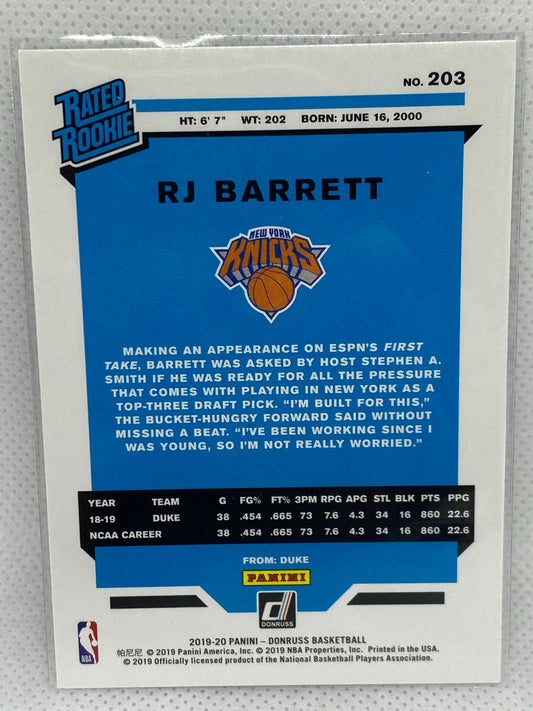 NO. 203
RATED
ROOKIE
HT: 6' 7" WT: 202 BORN: JUNE 16, 2000
RJ BARRETT
NEW YORK
KNICKS
MAKING AN APPEARANCE ON ESPN'S FIRST
TAKE, BARRETT WAS ASKED BY HOST STEPHEN A.
SMITH IF HE WAS READY FOR ALL THE PRESSURE
THAT COMES WITH PLAYING IN NEW YORK AS A
TOP-THREE DRAFT PICK. “I'M BUILT FOR THIS,”
THE BUCKET-HUNGRY FORWARD SAID WITHOUT
MISSING A BEAT. “I'VE BEEN WORKING SINCE I
WAS YOUNG, SO I'M NOT REALLY WORRIED.”
YEAR TEAM G FG% FT% 3PM RPG APG STL BLK PTS PPG
18-19 DUKE 38 .454 .665 73 7.6 4.3 34 16 860 22.6
NCAA CAREER 38 .454 .665 73 7.6 4.3 34 16 860 22.6
FROM: DUKE
PANINI
d
DONRUSS
NBA
2019-20 PANINI – DONRUSS BASKETBALL
帕尼尼 © 2019 Panini America, Inc. © 2019 NBA Properties, Inc. Printed in the USA.
© 2019 Officially licensed product of the National Basketball Players Association.